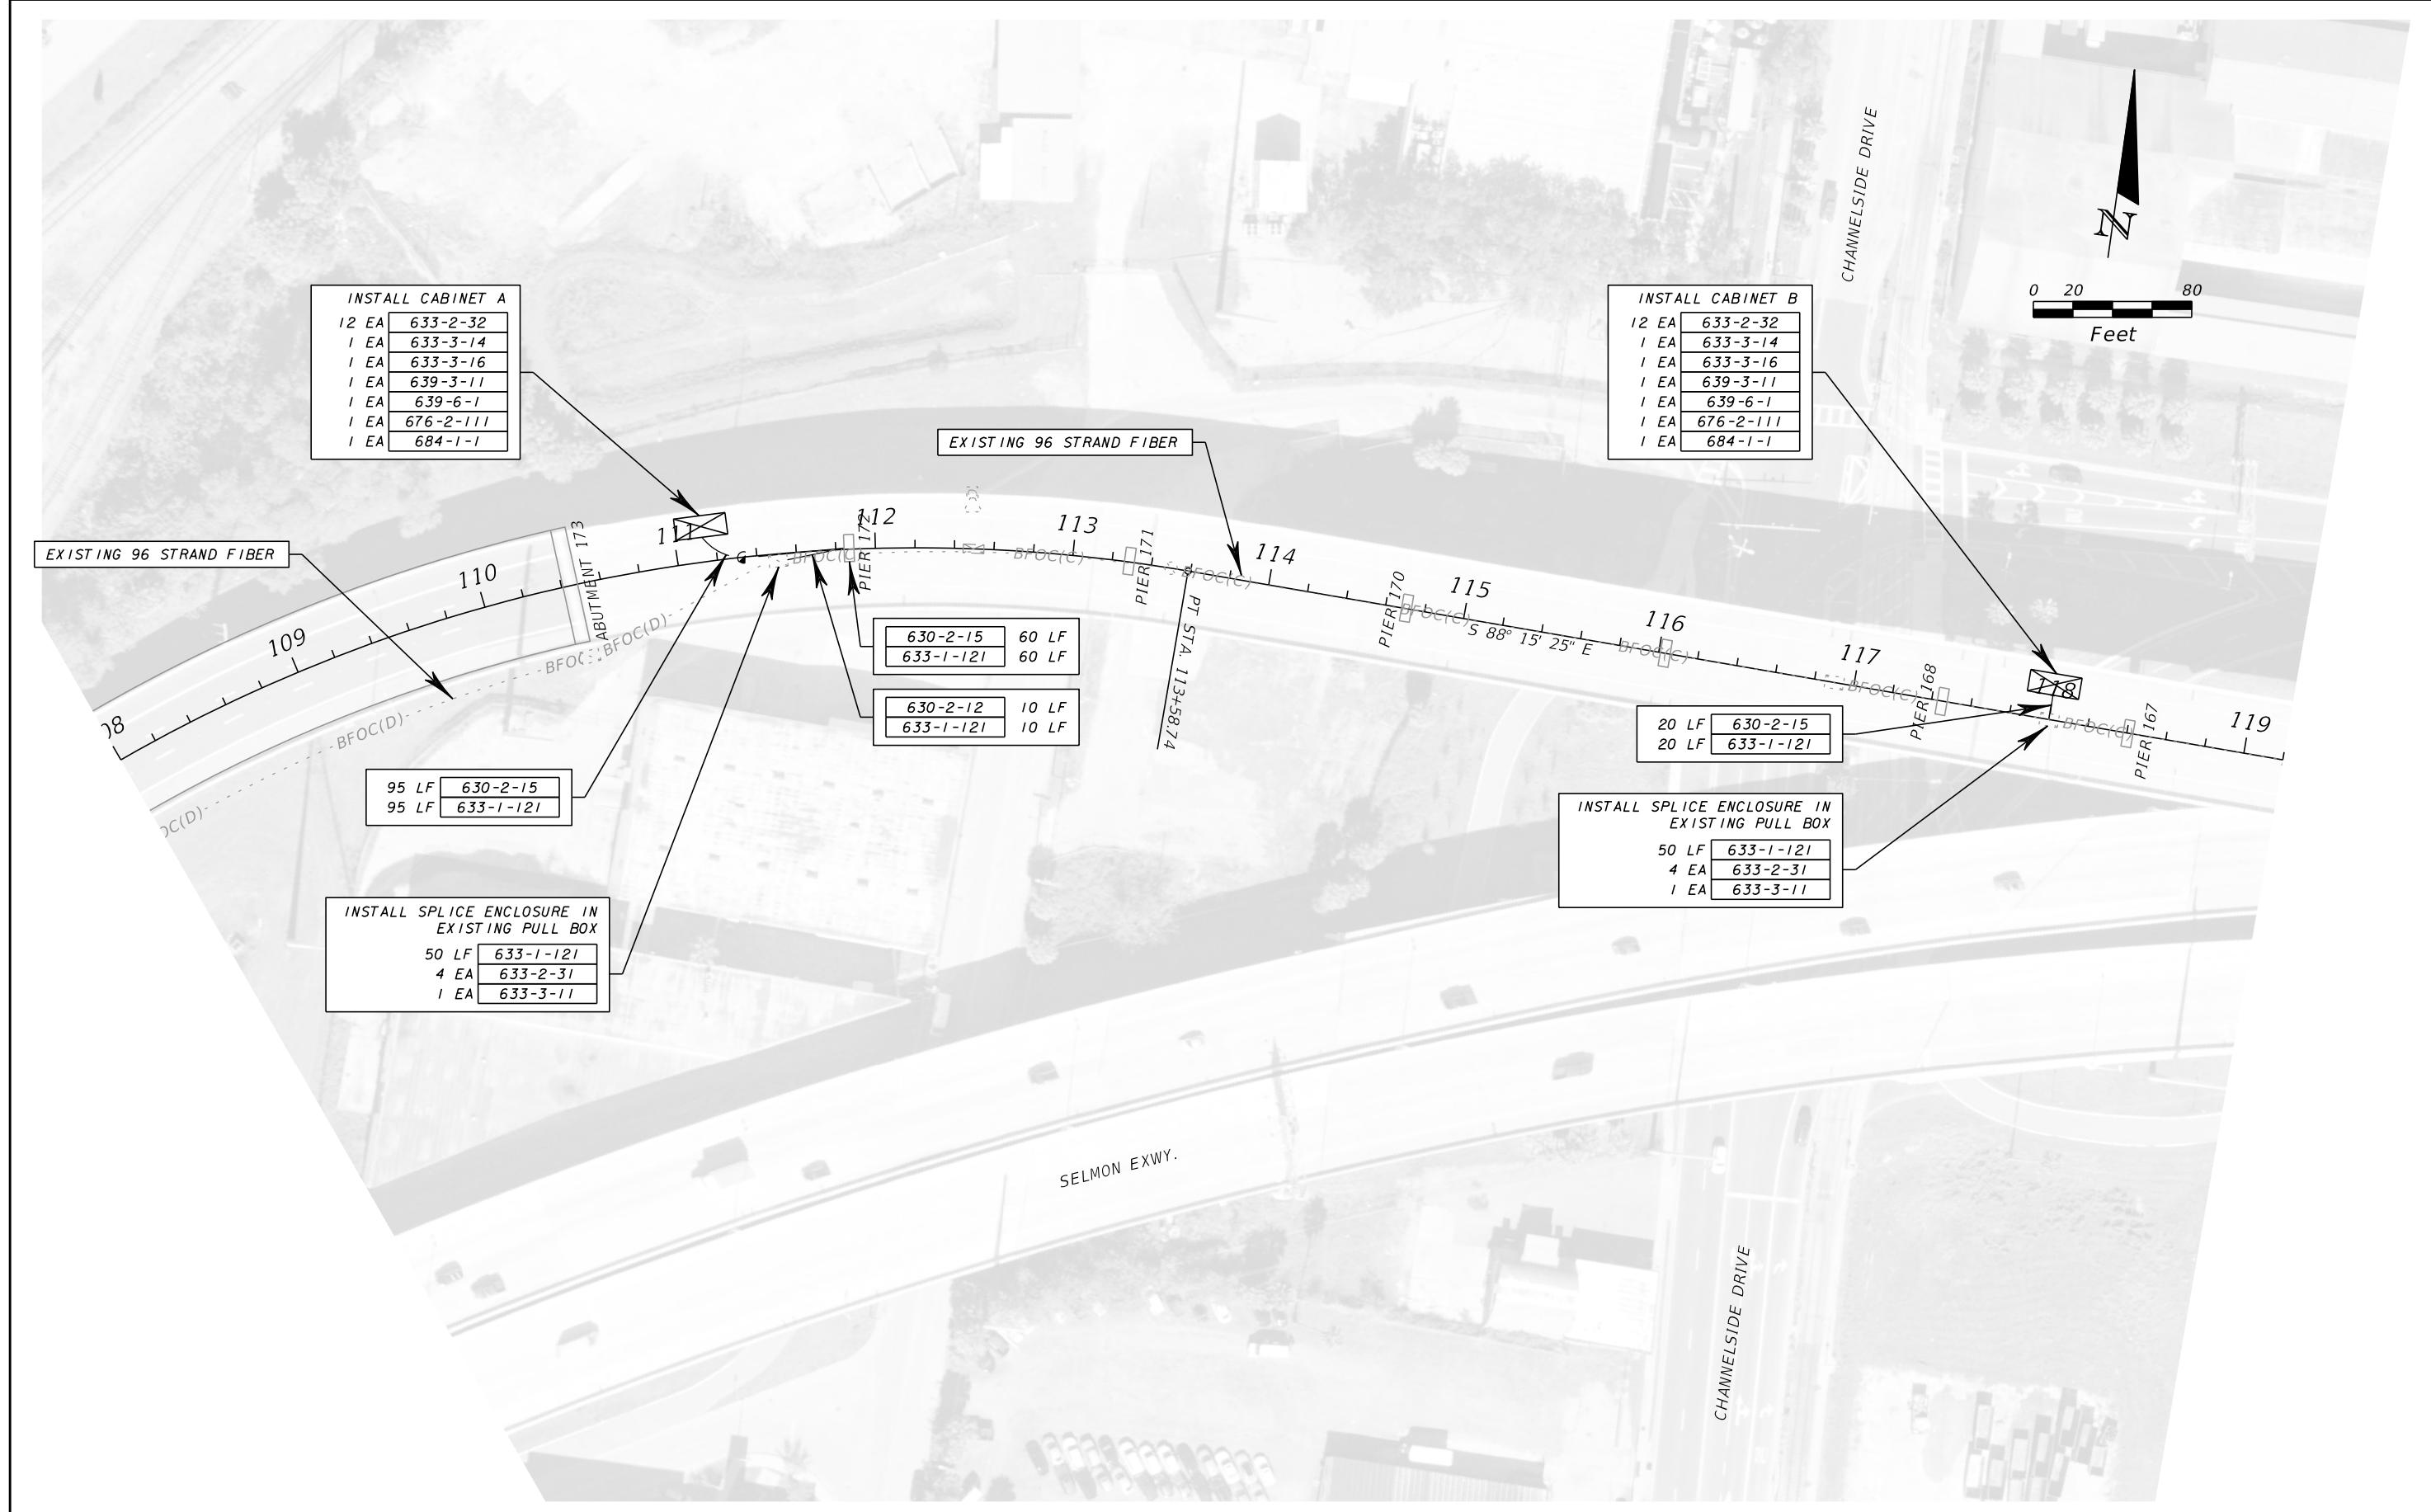 CHANNELSIDE DRIVE
N
0 20 80
Feet
INSTALL CABINET A
12 EA 633-2-32
1 EA 633-3-14
1 EA 633-3-16
1 EA 639-3-11
1 EA 639-6-1
1 EA 676-2-111
1 EA 684-1-1
INSTALL CABINET B
12 EA 633-2-32
1 EA 633-3-14
1 EA 633-3-16
1 EA 639-3-11
1 EA 639-6-1
1 EA 676-2-111
1 EA 684-1-1
EXISTING 96 STRAND FIBER
EXISTING 96 STRAND FIBER
109
110
111
112
113
114
115
116
117
118
119
ABUTMENT 173
PIER 172
PIER 171
PIER 170
PIER 168
PIER 167
BFOC(D)
BFOC(D)
BFOC(C)
BFOC(C)
BFOC(C)
BFOC(C)
BFOC(C)
BFOC(C)
BFOC(C)
PT STA. 113+58.74
S 88° 15' 25" E
630-2-15 60 LF
633-1-121 60 LF
630-2-12 10 LF
633-1-121 10 LF
95 LF 630-2-15
95 LF 633-1-121
20 LF 630-2-15
20 LF 633-1-121
INSTALL SPLICE ENCLOSURE IN
EXISTING PULL BOX
50 LF 633-1-121
4 EA 633-2-31
1 EA 633-3-11
INSTALL SPLICE ENCLOSURE IN
EXISTING PULL BOX
50 LF 633-1-121
4 EA 633-2-31
1 EA 633-3-11
SELMON EXWY.
CHANNELSIDE DRIVE